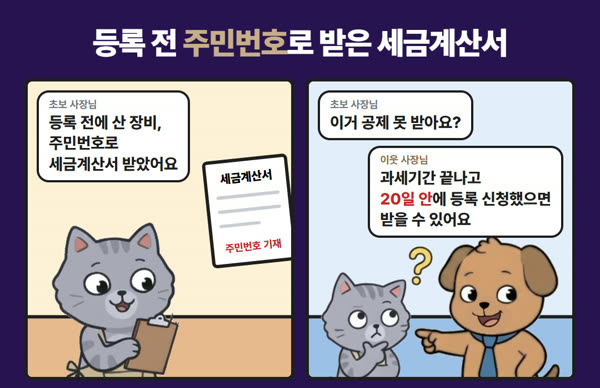 등록 전 주민번호로 받은 세금계산서
초보 사장님
등록 전에 산 장비,
주민번호로
세금계산서 받았어요
세금계산서
주민번호 기재
초보 사장님
이거 공제 못 받아요?
이웃 사장님
과세기간 끝나고
20일 안에 등록 신청했으면
받을 수 있어요
?